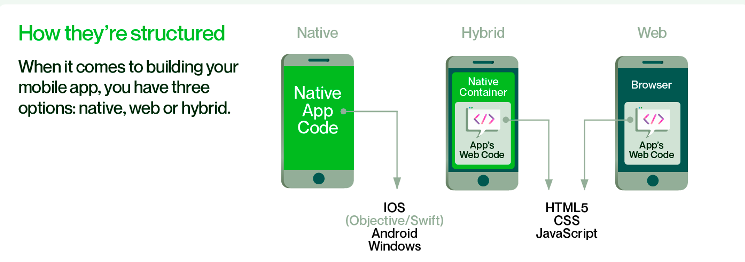 How they're structured
When it comes to building your
mobile app, you have three
options: native, web or hybrid.
Native
Native
App
Code
IOS
(Objective/Swift)
Android
Windows
Hybrid
Native
Container
</>
App's
Web Code
Web
Browser
</>
App's
Web Code
HTML5
CSS
JavaScript